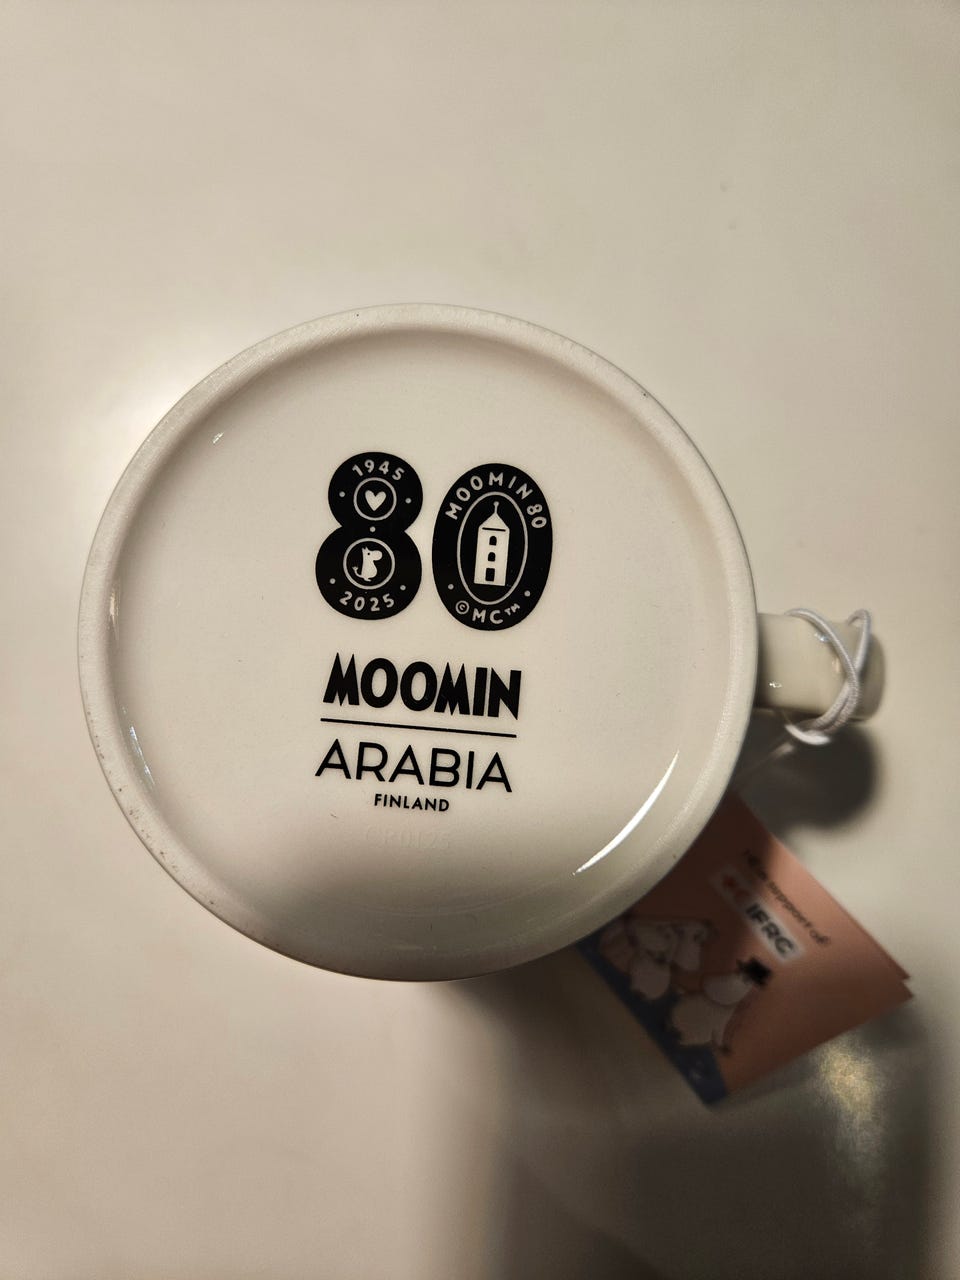 1945
2025
MOOMIN 80
©MC™
MOOMIN
ARABIA
FINLAND
IFRC